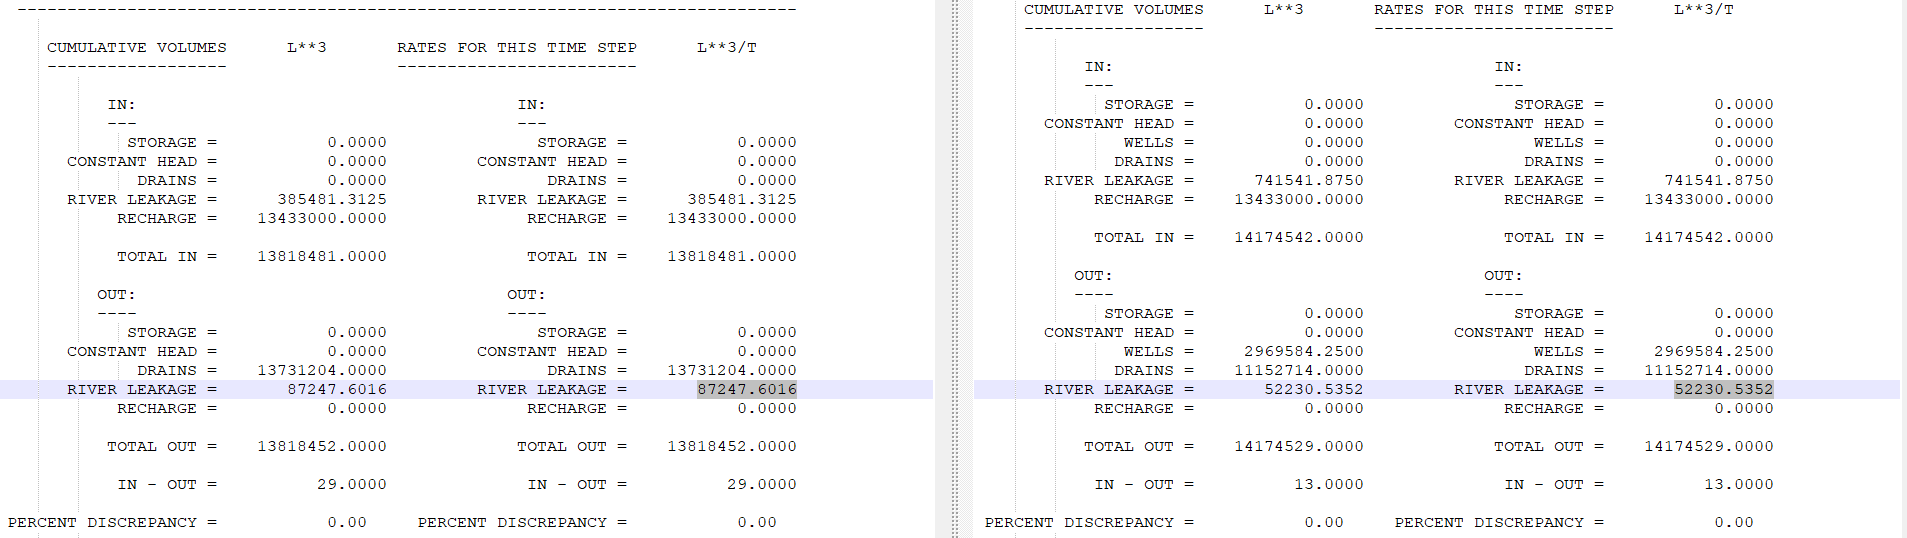 ------------------------------------------------------------------------------
CUMULATIVE VOLUMES      L**3       RATES FOR THIS TIME STEP      L**3/T
------------------                 ------------------------
IN:                                      IN:
---                                      ---
STORAGE =           0.0000               STORAGE =           0.0000
CONSTANT HEAD =           0.0000         CONSTANT HEAD =           0.0000
DRAINS =           0.0000                DRAINS =           0.0000
RIVER LEAKAGE =      385481.3125         RIVER LEAKAGE =      385481.3125
RECHARGE =    13433000.0000              RECHARGE =    13433000.0000
TOTAL IN =    13818481.0000              TOTAL IN =    13818481.0000
OUT:                                     OUT:
----                                     ----
STORAGE =           0.0000               STORAGE =           0.0000
CONSTANT HEAD =           0.0000         CONSTANT HEAD =           0.0000
DRAINS =    13731204.0000                DRAINS =    13731204.0000
RIVER LEAKAGE =       87247.6016         RIVER LEAKAGE =       87247.6016
RECHARGE =           0.0000              RECHARGE =           0.0000
TOTAL OUT =    13818452.0000             TOTAL OUT =    13818452.0000
IN - OUT =          29.0000              IN - OUT =          29.0000
PERCENT DISCREPANCY =           0.00     PERCENT DISCREPANCY =           0.00
CUMULATIVE VOLUMES      L**3       RATES FOR THIS TIME STEP      L**3/T
------------------                 ------------------------
IN:                                      IN:
---                                      ---
STORAGE =           0.0000               STORAGE =           0.0000
CONSTANT HEAD =           0.0000         CONSTANT HEAD =           0.0000
WELLS =           0.0000                 WELLS =           0.0000
DRAINS =           0.0000                DRAINS =           0.0000
RIVER LEAKAGE =      741541.8750         RIVER LEAKAGE =      741541.8750
RECHARGE =    13433000.0000              RECHARGE =    13433000.0000
TOTAL IN =    14174542.0000              TOTAL IN =    14174542.0000
OUT:                                     OUT:
----                                     ----
STORAGE =           0.0000               STORAGE =           0.0000
CONSTANT HEAD =           0.0000         CONSTANT HEAD =           0.0000
WELLS =     2969584.2500                 WELLS =     2969584.2500
DRAINS =    11152714.0000                DRAINS =    11152714.0000
RIVER LEAKAGE =       52230.5352         RIVER LEAKAGE =       52230.5352
RECHARGE =           0.0000              RECHARGE =           0.0000
TOTAL OUT =    14174529.0000             TOTAL OUT =    14174529.0000
IN - OUT =          13.0000              IN - OUT =          13.0000
PERCENT DISCREPANCY =           0.00     PERCENT DISCREPANCY =           0.00